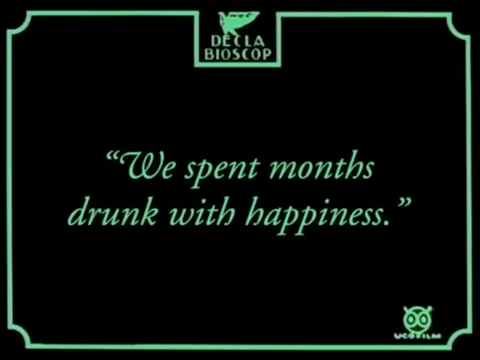 DECLA
BIOSCOP
“We spent months
drunk with happiness.”
UCOFILM